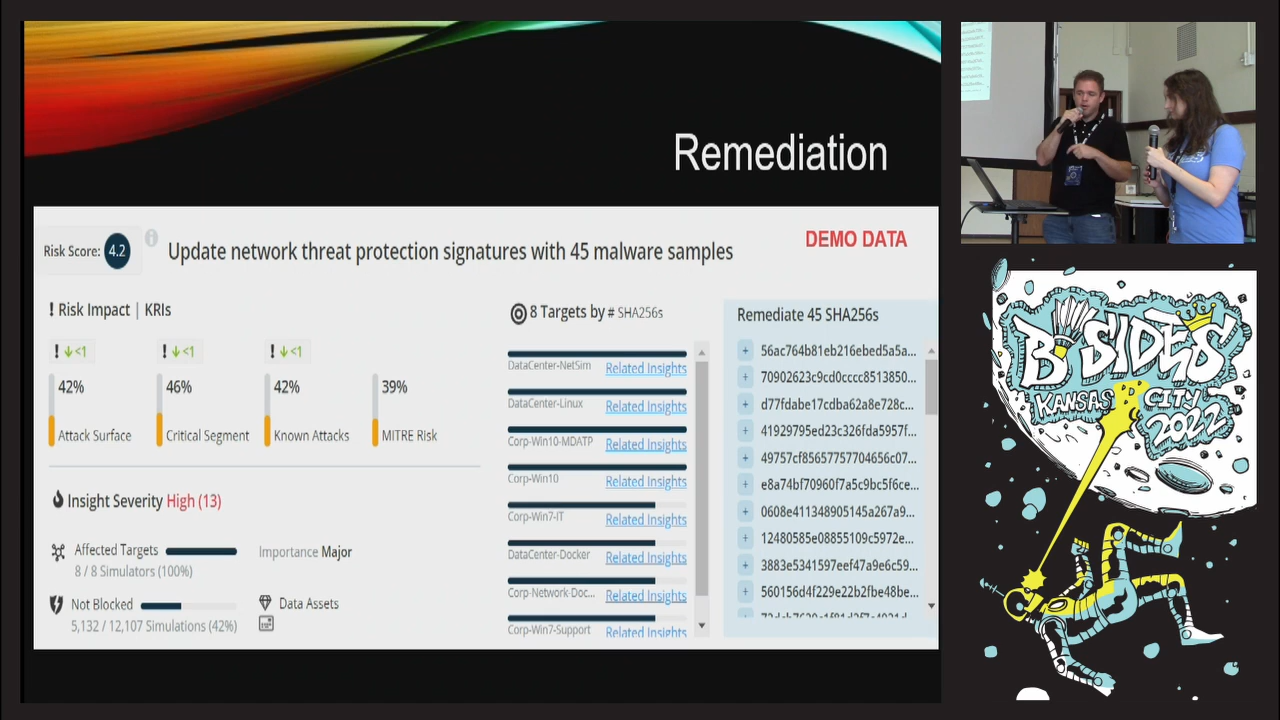 Remediation
Risk Score: 4.2
Update network threat protection signatures with 45 malware samples
DEMO DATA
! Risk Impact | KRIs
! <1
! <1
! <1
42%
46%
42%
39%
Attack Surface
Critical Segment
Known Attacks
MITRE Risk
Insight Severity High (13)
Affected Targets
8 / 8 Simulators (100%)
Importance Major
Not Blocked
5,132 / 12,107 Simulations (42%)
Data Assets
8 Targets by # SHA256s
DataCenter-NetSim Related Insights
DataCenter-Linux Related Insights
Corp-Win10-MDATP Related Insights
Corp-Win10 Related Insights
Corp-Win7-IT Related Insights
DataCenter-Docker Related Insights
Corp-Network-Doc... Related Insights
Corp-Win7-Support Related Insights
Remediate 45 SHA256s
+ 56ac764b81eb216ebed5a5a...
+ 70902623c9cd0cccc8513850...
+ d77fdabe17cdba62a8e728c...
+ 41929795ed23c326fda5957f...
+ 49757cf85657757704656c07...
+ e8a74bf70960f7a5c9bc5f6ce...
+ 0608e411348905145a267a9...
+ 12480585e08855109c5972e...
+ 3883e5341597eef47a9e6c59...
+ 560156d4f229e22b2fbe48be...
BSIDES
KANSAS CITY
2022